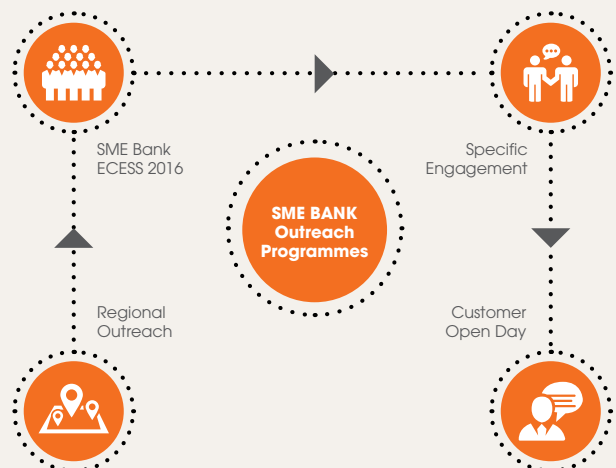 SME Bank
ECESS 2016
Specific
Engagement
SME BANK
Outreach
Programmes
Regional
Outreach
Customer
Open Day